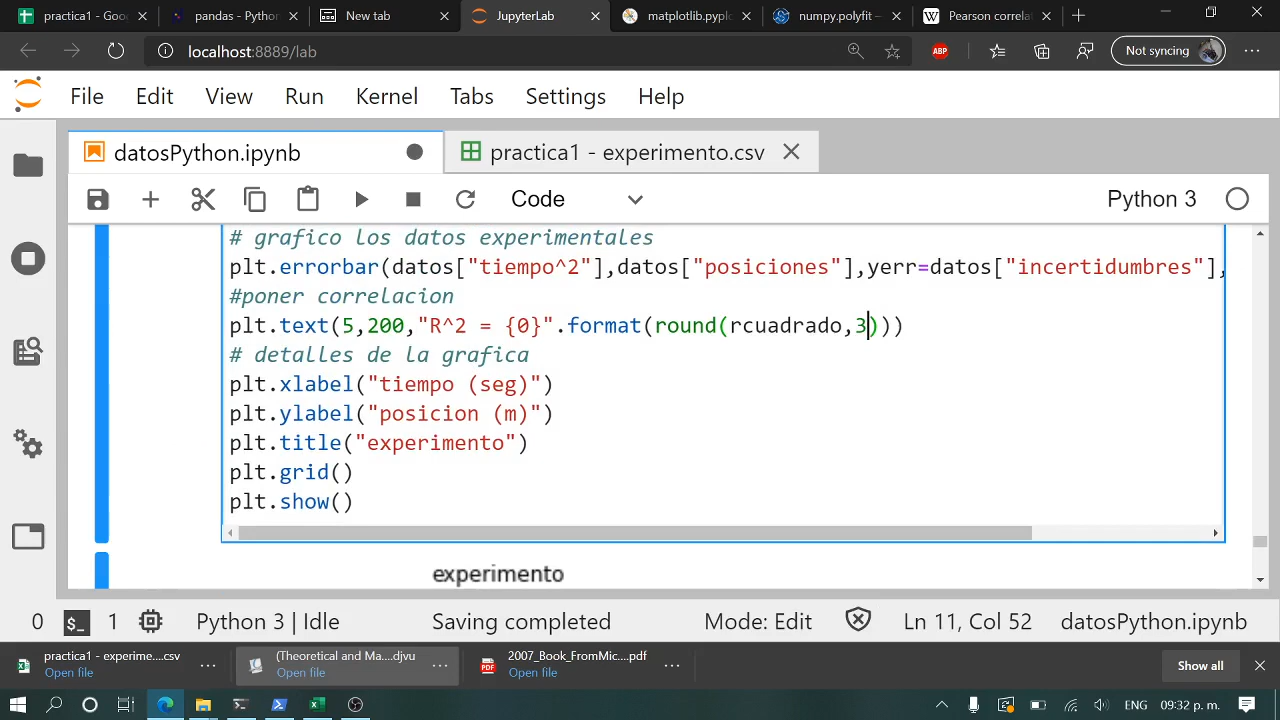 practica1 - Goo
pandas - Python
New tab
JupyterLab
matplotlib.pyplo
numpy.polyfit —
Pearson correlat
localhost:8889/lab
ABP
Not syncing
File Edit View Run Kernel Tabs Settings Help
datosPython.ipynb
practica1 - experimento.csv
Code
Python 3
# grafico los datos experimentales
plt.errorbar(datos["tiempo^2"],datos["posiciones"],yerr=datos["incertidumbres"],
#poner correlacion
plt.text(5,200,"R^2 = {0}".format(round(rcuadrado,3)))
# detalles de la grafica
plt.xlabel("tiempo (seg)")
plt.ylabel("posicion (m)")
plt.title("experimento")
plt.grid()
plt.show()
experimento
0 $_ 1 Python 3 | Idle Saving completed Mode: Edit Ln 11, Col 52 datosPython.ipynb
practica1 - experime....csv
Open file
(Theoretical and Ma....djvu
Open file
PDF
2007_Book_FromMic....pdf
Open file
Show all
ENG 09:32 p. m.